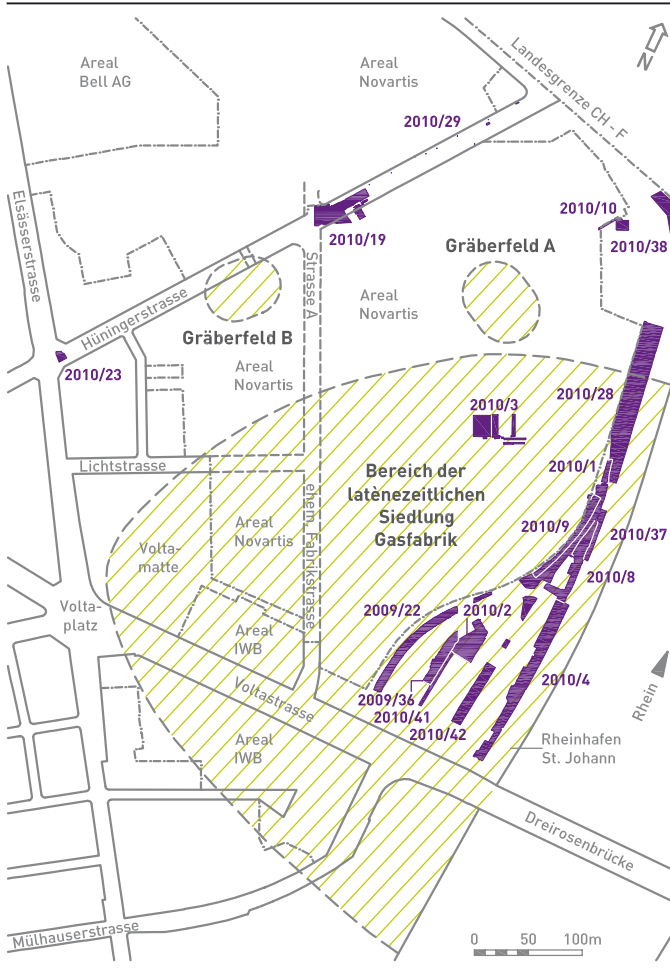 Areal
Bell AG
Areal
Novartis
Landesgrenze CH - F
N
2010/29
Elsässerstrasse
2010/19
2010/10
2010/38
Gräberfeld A
Strasse A
Areal
Novartis
Hüningerstrasse
Gräberfeld B
2010/23
Areal
Novartis
2010/28
2010/3
Lichtstrasse
2010/1
Bereich der
latènezeitlichen
Siedlung
Gasfabrik
ehem. Fabrikstrasse
Areal
Novartis
2010/9
2010/37
Volta-
matte
2010/8
Volta-
platz
2009/22
2010/2
Areal
IWB
2010/4
Rhein
Voltastrasse
2009/36
2010/41
2010/42
Areal
IWB
Rheinhafen
St. Johann
Dreirosenbrücke
Mülhauserstrasse
0 50 100m